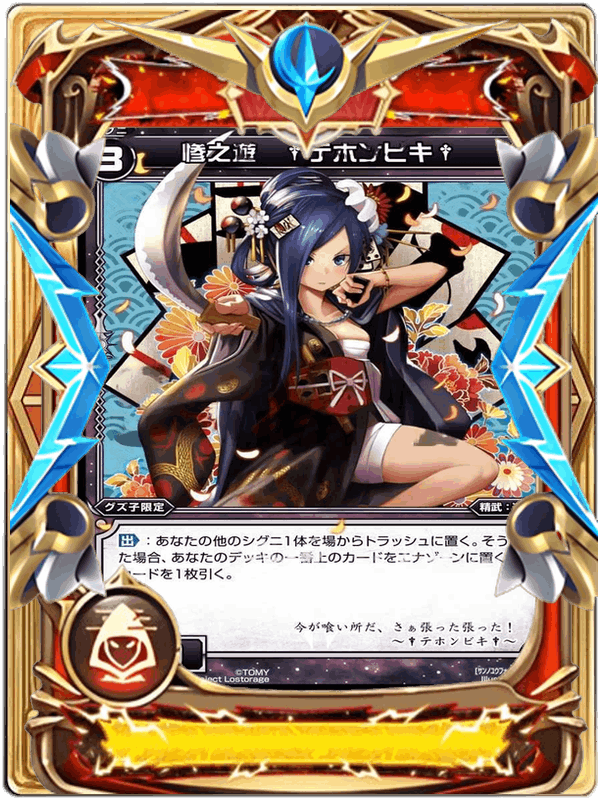 3
惨之遊 †テホンビキ†
グズ子限定
精武:
出:あなたの他のシグニ1体を場からトラッシュに置く。そう
た場合、あなたのデッキの一番上のカードをエナゾーンに置く
カードを1枚引く。
今が喰い所だ、さぁ張った張った!
~†テホンビキ†~
©TOMY
oject Lostorage